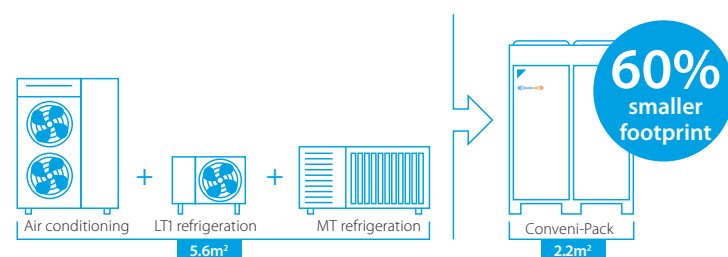 60%
smaller
footprint
+
+
Air conditioning
LT1 refrigeration
MT refrigeration
Conveni-Pack
5.6m²
2.2m²